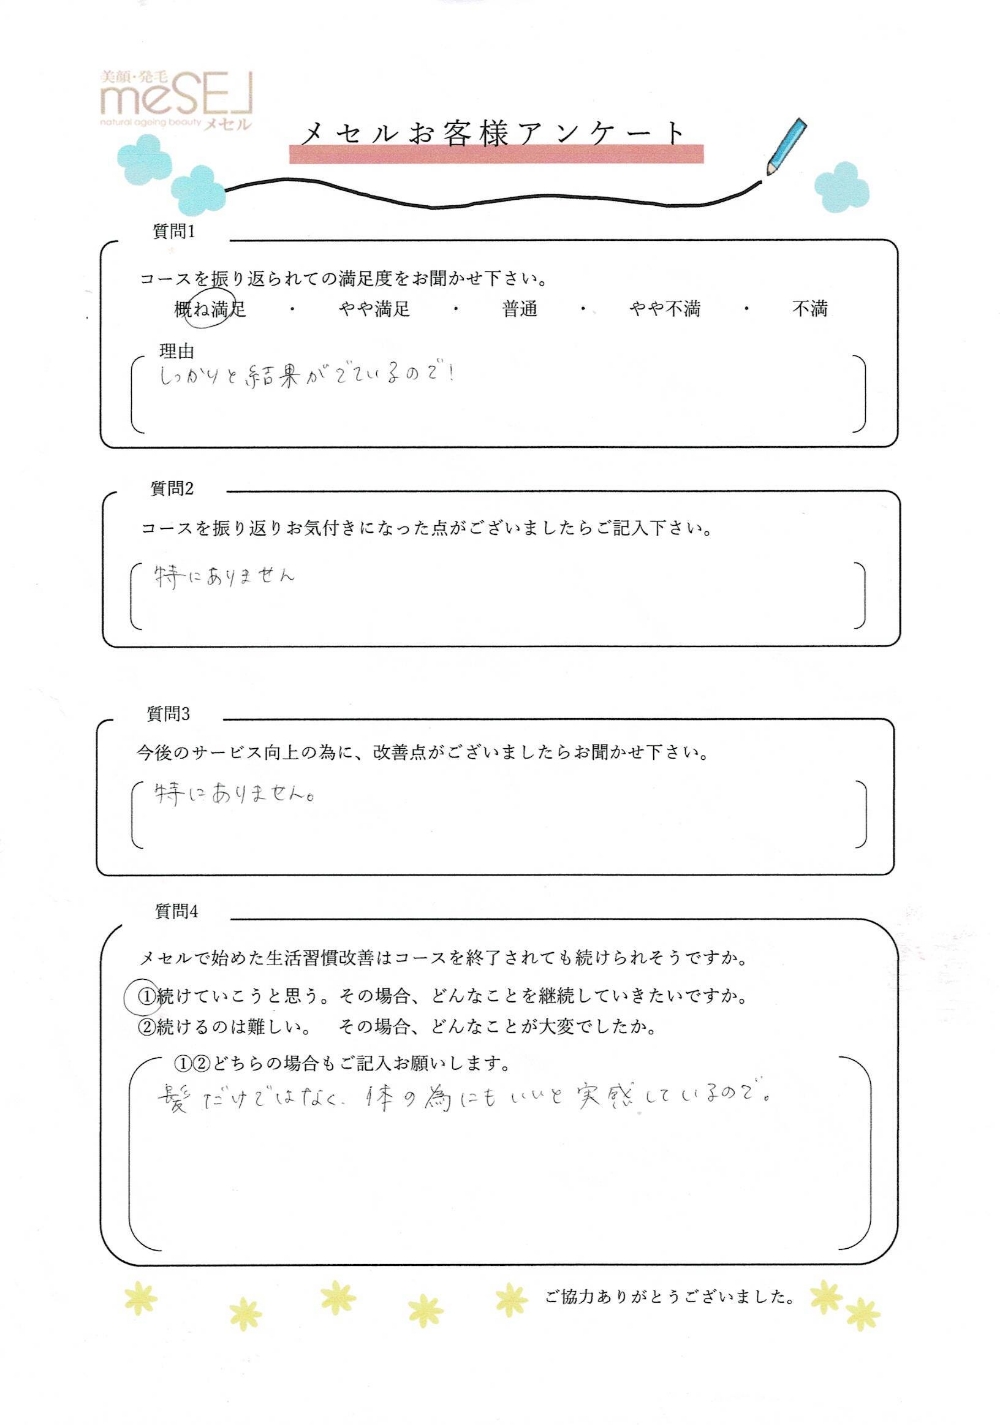 美顔・発毛
meSEL
natural ageing beauty メセル
メセルお客様アンケート
質問1
コースを振り返られての満足度をお聞かせ下さい。
概ね満足 ・ やや満足 ・ 普通 ・ やや不満 ・ 不満
理由
しっかりと結果がでているので!
質問2
コースを振り返りお気付きになった点がございましたらご記入下さい。
特にありません
質問3
今後のサービス向上の為に、改善点がございましたらお聞かせ下さい。
特にありません。
質問4
メセルで始めた生活習慣改善はコースを終了されても続けられそうですか。
①続けていこうと思う。その場合、どんなことを継続していきたいですか。
②続けるのは難しい。 その場合、どんなことが大変でしたか。
①②どちらの場合もご記入お願いします。
髪だけではなく、体の為にもいいと実感しているので。
ご協力ありがとうございました。